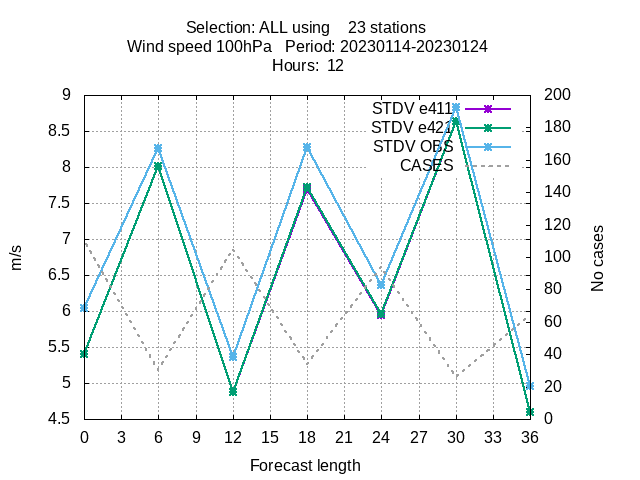 Selection: ALL using    23 stations
Wind speed 100hPa   Period: 20230114-20230124
Hours:  12
9
8.5
8
7.5
7
6.5
6
5.5
5
4.5
200
180
160
140
120
100
80
60
40
20
0
STDV e411
STDV e421
STDV OBS
CASES
m/s
No cases
0 3 6 9 12 15 18 21 24 27 30 33 36
Forecast length